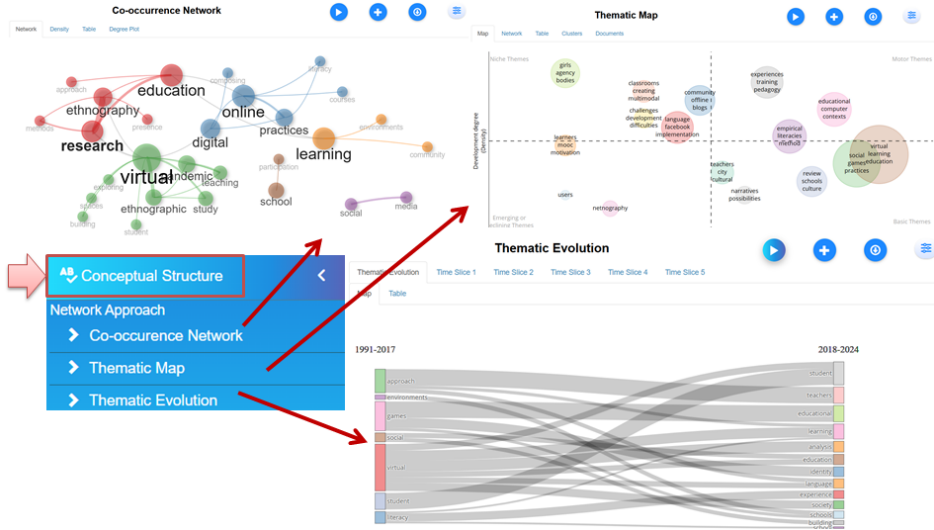 Co-occurrence Network
Network Density Table Degree Plot
literacy
composing
approach
education
online
courses
ethnography
methods
presence
practices
environments
research
digital
learning
community
virtual
pandemic
teaching
participation
exploring
school
spaces
ethnographic
study
social
media
building
student
Thematic Map
Map Network Table Clusters Documents
Niche Themes
Motor Themes
girls
agency
bodies
experiences
training
pedagogy
classrooms
creating
multimodal
community
offline
blogs
educational
computer
contexts
challenges
development
difficulties
language
facebook
implementation
empirical
literacies
method
Development degree
(Density)
learners
mooc
motivation
virtual
learning
education
social
games
practices
teachers
city
cultural
review
schools
culture
users
narratives
possibilities
netnography
Emerging or
Declining Themes
Basic Themes
Conceptual Structure
Network Approach
Co-occurence Network
Thematic Map
Thematic Evolution
Thematic Evolution
Thematic Evolution Time Slice 1 Time Slice 2 Time Slice 3 Time Slice 4 Time Slice 5
Map Table
1991-2017
2018-2024
approach
environments
games
social
virtual
student
literacy
student
teachers
educational
learning
analysis
education
identity
language
experience
society
schools
building